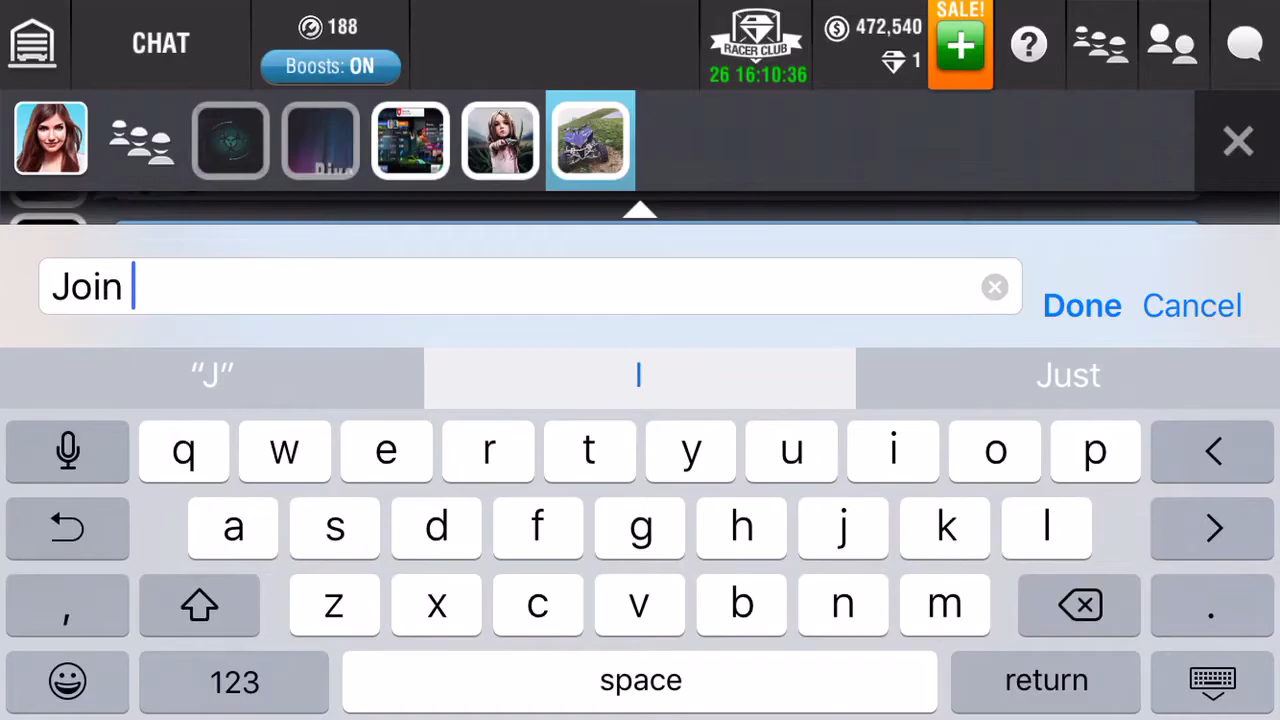 CHAT
188
Boosts: ON
RACER CLUB
26 16:10:36
472,540
1
SALE!
+
?
Join
Done
Cancel
“J”
I
Just
q w e r t y u i o p
a s d f g h j k l
, z x c v b n m .
123
space
return